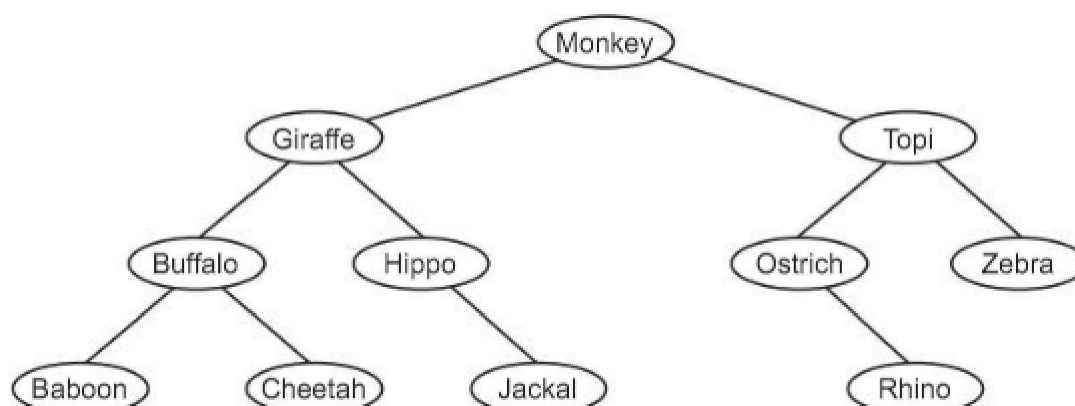 Monkey
Giraffe Topi
Buffalo Hippo Ostrich Zebra
Baboon Cheetah Jackal Rhino